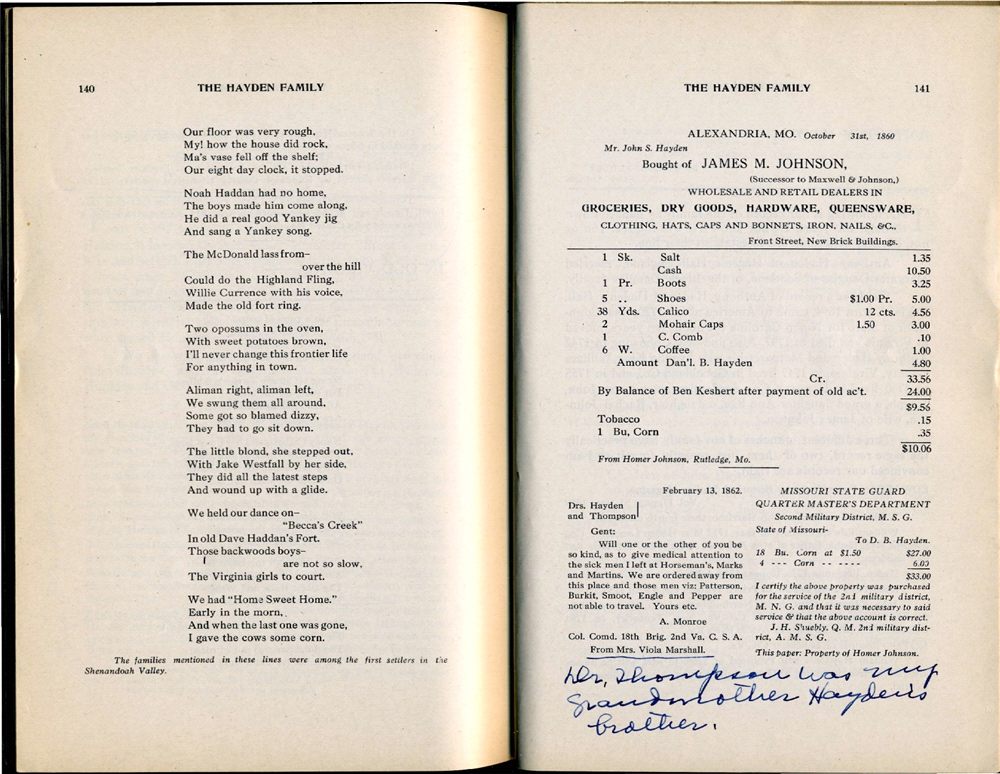 140
THE HAYDEN FAMILY
Our floor was very rough,
My! how the house did rock,
Ma's vase fell off the shelf;
Our eight day clock, it stopped.
Noah Haddan had no home,
The boys made him come along,
He did a real good Yankey jig
And sang a Yankey song.
The McDonald lass from–
over the hill
Could do the Highland Fling,
Willie Currence with his voice,
Made the old fort ring.
Two opossums in the oven,
With sweet potatoes brown,
I'll never change this frontier life
For anything in town.
Aliman right, aliman left,
We swung them all around,
Some got so blamed dizzy,
They had to go sit down.
The little blond, she stepped out,
With Jake Westfall by her side,
They did all the latest steps
And wound up with a glide.
We held our dance on–
"Becca's Creek"
In old Dave Haddan's Fort.
Those backwoods boys–
are not so slow,
The Virginia girls to court.
We had "Home Sweet Home."
Early in the morn,
And when the last one was gone,
I gave the cows some corn.
The families mentioned in these lines were among the first settlers in the
Shenandoah Valley.
THE HAYDEN FAMILY
141
ALEXANDRIA, MO. October 31st, 1860
Mr. John S. Hayden
Bought of JAMES M. JOHNSON,
(Successor to Maxwell & Johnson,)
WHOLESALE AND RETAIL DEALERS IN
GROCERIES, DRY GOODS, HARDWARE, QUEENSWARE,
CLOTHING, HATS, CAPS AND BONNETS, IRON, NAILS, &C.,
Front Street, New Brick Buildings.
1 Sk. Salt 1.35
Cash 10.50
1 Pr. Boots 3.25
5 .. Shoes $1.00 Pr. 5.00
38 Yds. Calico 12 cts. 4.56
2 Mohair Caps 1.50 3.00
1 C. Comb .10
6 W. Coffee 1.00
Amount Dan'l. B. Hayden 4.80
Cr. 33.56
By Balance of Ben Keshert after payment of old ac't. 24.00
$9.56
Tobacco .15
1 Bu, Corn .35
$10.06
From Homer Johnson, Rutledge, Mo.
February 13, 1862.
Drs. Hayden
and Thompson
Gent:
Will one or the other of you be
so kind, as to give medical attention to
the sick men I left at Horseman's, Marks
and Martins. We are ordered away from
this place and those men viz: Patterson,
Burkit, Smoot, Engle and Pepper are
not able to travel. Yours etc.
A. Monroe
Col. Comd. 18th Brig. 2nd Va. C. S. A.
From Mrs. Viola Marshall.
MISSOURI STATE GUARD
QUARTER MASTER'S DEPARTMENT
Second Military District, M. S. G.
State of Missouri-
To D. B. Hayden.
18 Bu. Corn at $1.50 $27.00
4 --- Corn -- ---- 6.00
$33.00
I certify the above property was purchased
for the service of the 2nd military district,
M. N. G. and that it was necessary to said
service & that the above account is correct.
J. H. Shuebly, Q. M. 2nd military dist-
rict, A. M. S. G.
This paper: Property of Homer Johnson.
Dr, Thompson was my
Grandmother Hayden's
brother.